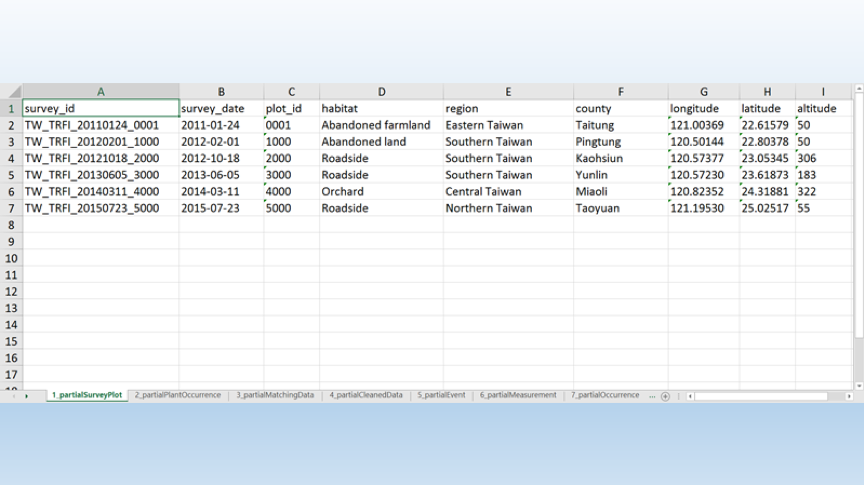 A B C D E F G H I
1 survey_id survey_date plot_id habitat region county longitude latitude altitude
2 TW_TRFI_20110124_0001 2011-01-24 0001 Abandoned farmland Eastern Taiwan Taitung 121.00369 22.61579 50
3 TW_TRFI_20120201_1000 2012-02-01 1000 Abandoned land Southern Taiwan Pingtung 120.50144 22.80378 50
4 TW_TRFI_20121018_2000 2012-10-18 2000 Roadside Southern Taiwan Kaohsiun 120.57377 23.05345 306
5 TW_TRFI_20130605_3000 2013-06-05 3000 Roadside Southern Taiwan Yunlin 120.57230 23.61873 183
6 TW_TRFI_20140311_4000 2014-03-11 4000 Orchard Central Taiwan Miaoli 120.82352 24.31881 322
7 TW_TRFI_20150723_5000 2015-07-23 5000 Roadside Northern Taiwan Taoyuan 121.19530 25.02517 55
8
9
10
11
12
13
14
15
16
17
1_partialSurveyPlot 2_partialPlantOccurrence 3_partialMatchingData 4_partialCleanedData 5_partialEvent 6_partialMeasurement 7_partialOccurrence ...